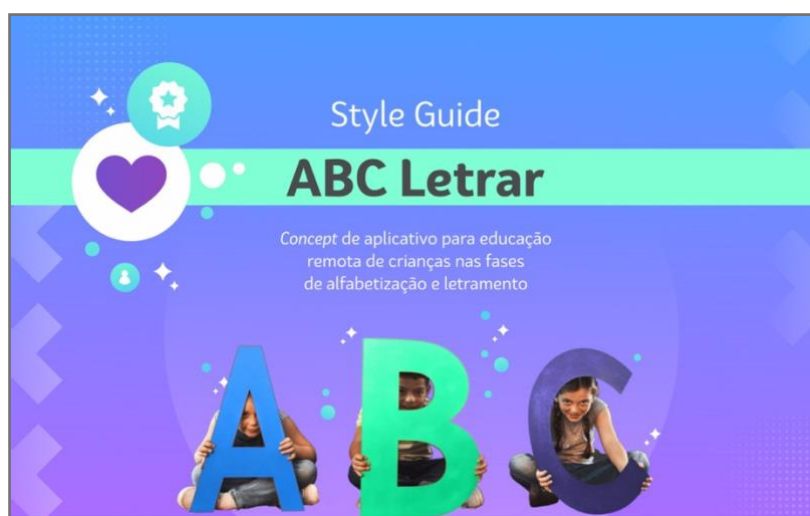 Style Guide
ABC Letrar
Concept de aplicativo para educação
remota de crianças nas fases
de alfabetização e letramento
A B C